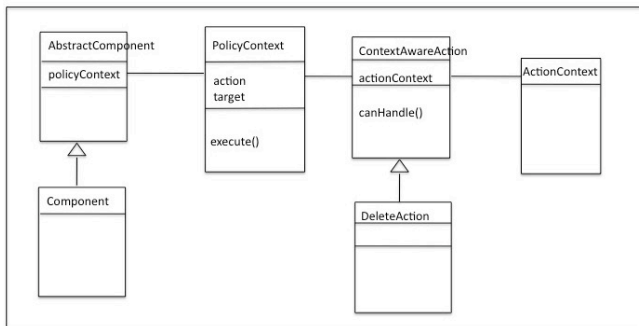 AbstractComponent
policyContext
PolicyContext
action
target
execute()
ContextAwareAction
actionContext
canHandle()
ActionContext
Component
DeleteAction